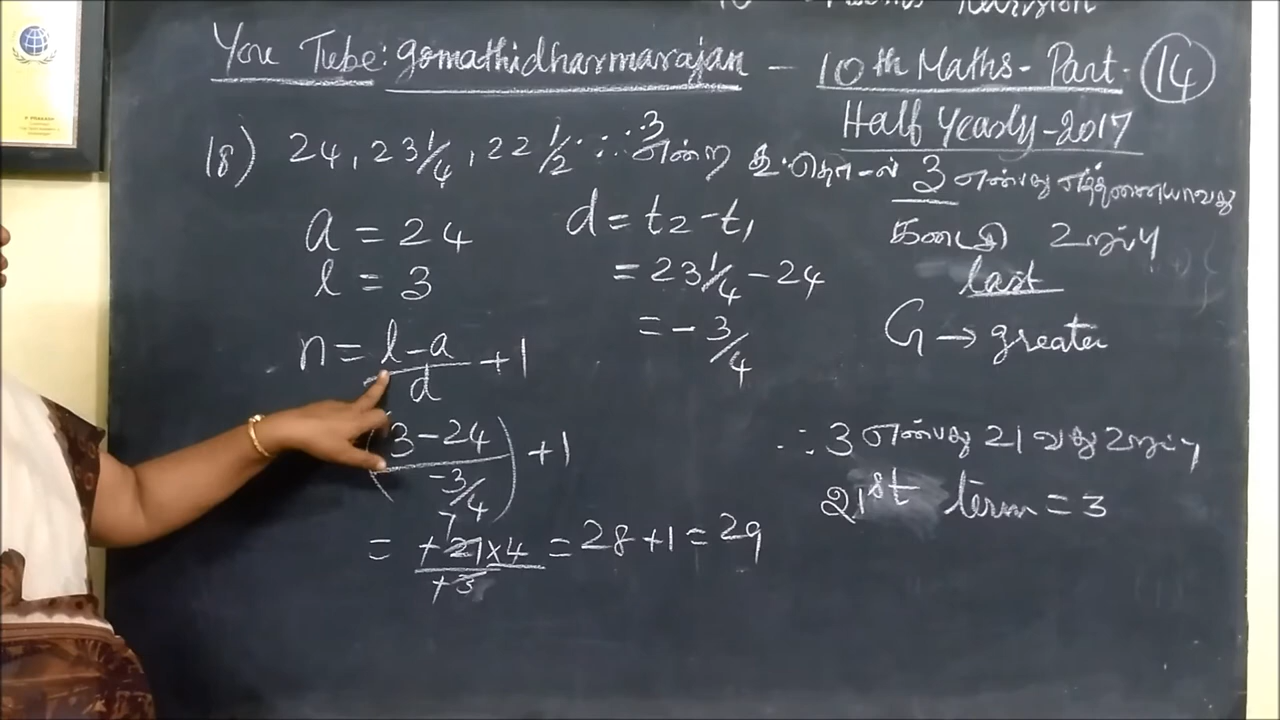 You Tube: gomathidharmarajan - 10th Maths - Part - 14
Half Yearly - 2017
18) 24, 23 1/4, 22 1/2 ... 3 என்ற கூ.தொ-ல் 3 என்பது எத்தனையாவது
a = 24
d = t2 - t1
கடைசி உறுப்பு
l = 3
= 23 1/4 - 24
last
n = l-a/d + 1
= - 3/4
G → greater
(3-24 / -3/4) + 1
∴ 3 என்பது 21 வது உறுப்பு
21st term = 3
= +21 7 x 4 / +3 = 28 + 1 = 29